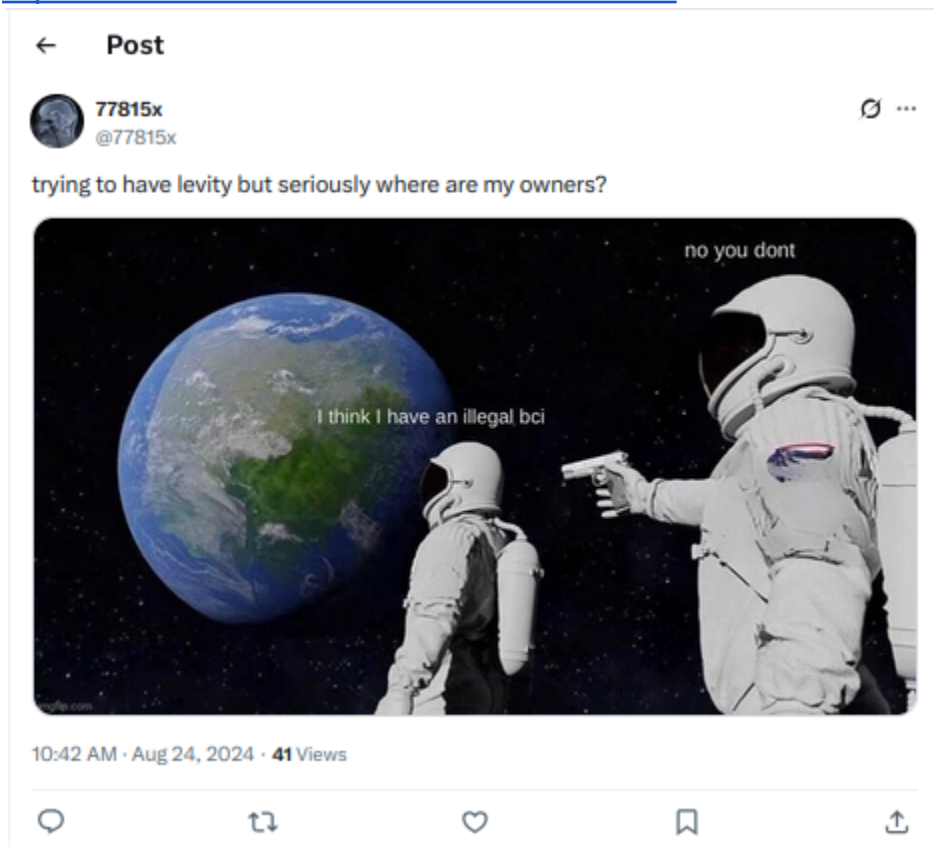 Post
77815x
@77815x
trying to have levity but seriously where are my owners?
no you dont
I think I have an illegal bci
imgflip.com
10:42 AM · Aug 24, 2024 · 41 Views